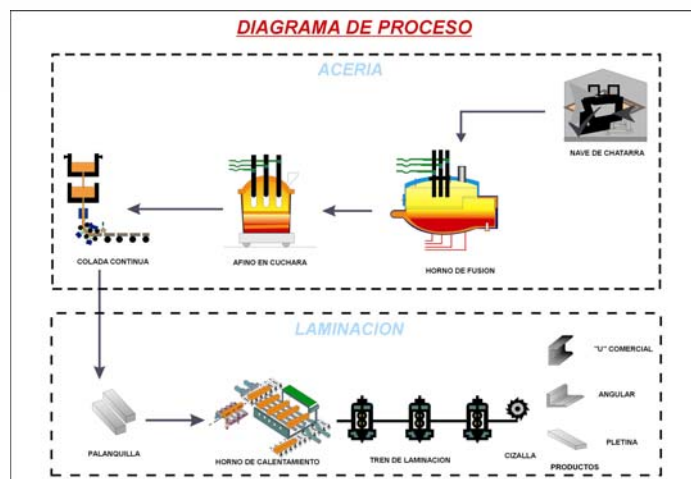 DIAGRAMA DE PROCESO
ACERIA
NAVE DE CHATARRA
COLADA CONTINUA
AFINO EN CUCHARA
HORNO DE FUSION
LAMINACION
"U" COMERCIAL
ANGULAR
PALANQUILLA
HORNO DE CALENTAMIENTO
TREN DE LAMINACION
CIZALLA
PLETINA
PRODUCTOS